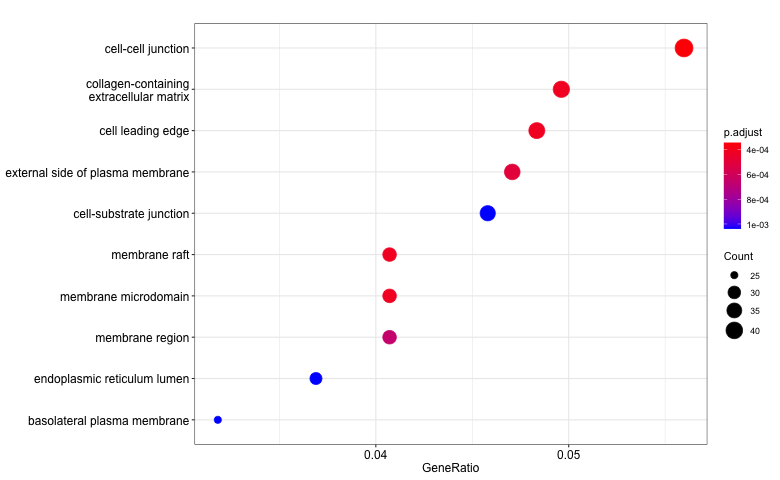 cell-cell junction
collagen-containing
extracellular matrix
cell leading edge
external side of plasma membrane
cell-substrate junction
membrane raft
membrane microdomain
membrane region
endoplasmic reticulum lumen
basolateral plasma membrane
0.04
0.05
GeneRatio
p.adjust
4e-04
6e-04
8e-04
1e-03
Count
25
30
35
40